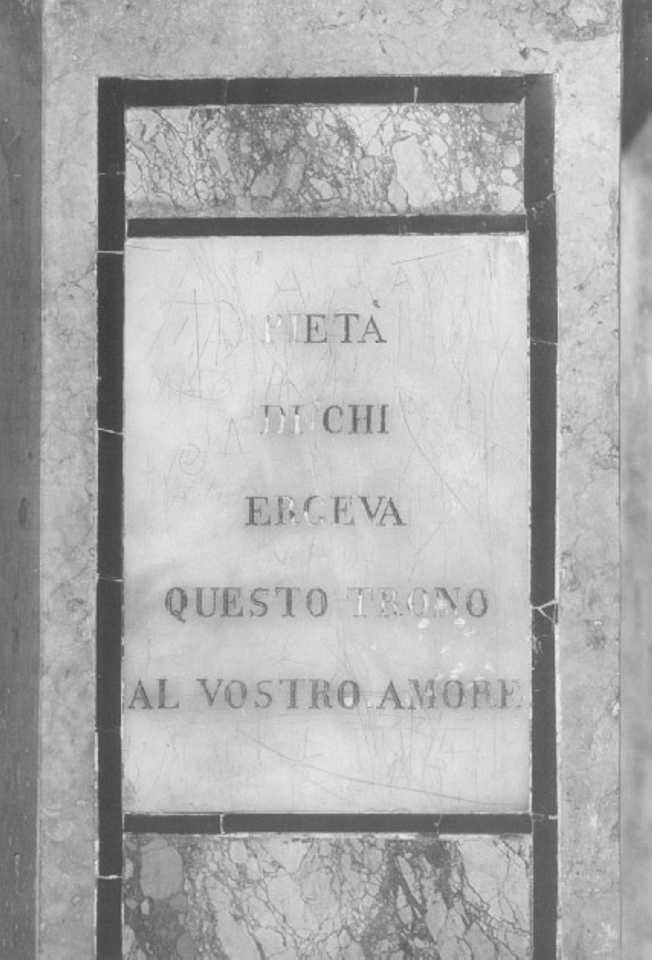 PIETÀ
DI CHI
ERGEVA
QUESTO TRONO
AL VOSTRO AMORE